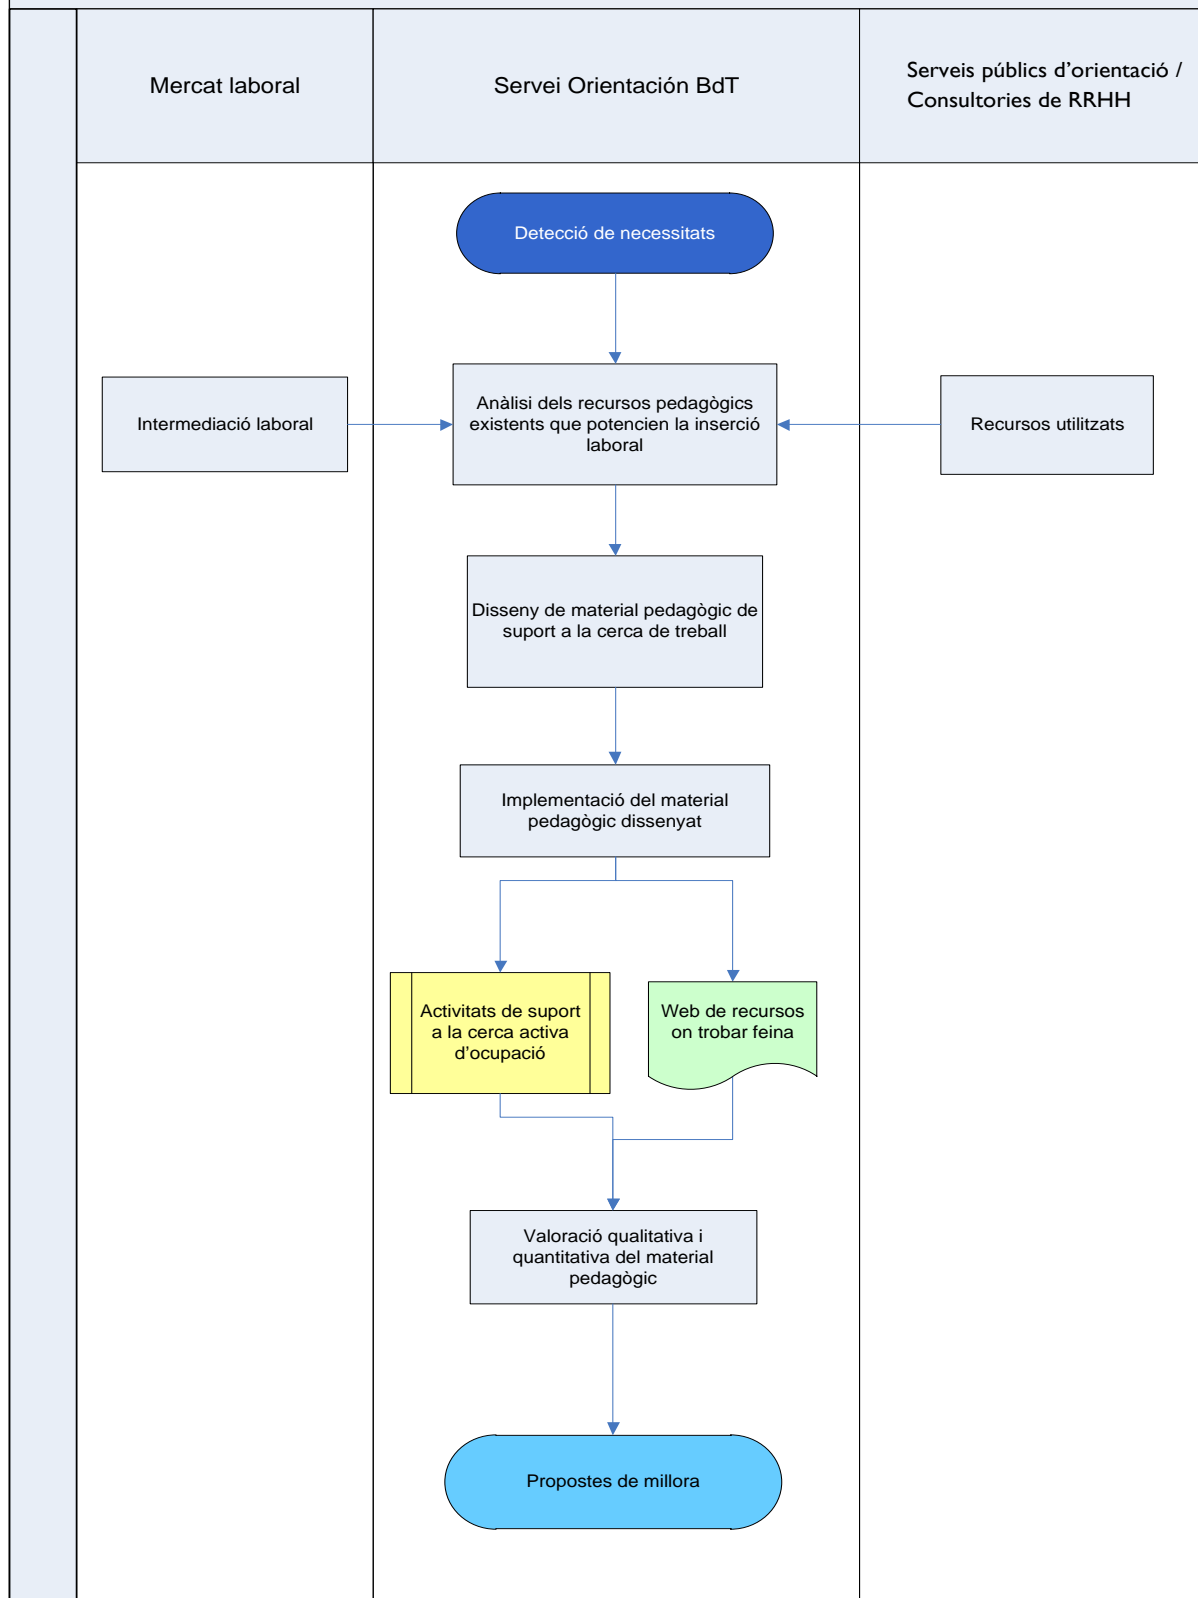 Mercat laboral
Servei Orientación BdT
Serveis públics d’orientació /
Consultories de RRHH
Detecció de necessitats
Intermediació laboral
Anàlisi dels recursos pedagògics
existents que potencien la inserció
laboral
Recursos utilitzats
Disseny de material pedagògic de
suport a la cerca de treball
Implementació del material
pedagògic dissenyat
Activitats de suport
a la cerca activa
d’ocupació
Web de recursos
on trobar feina
Valoració qualitativa i
quantitativa del material
pedagògic
Propostes de millora